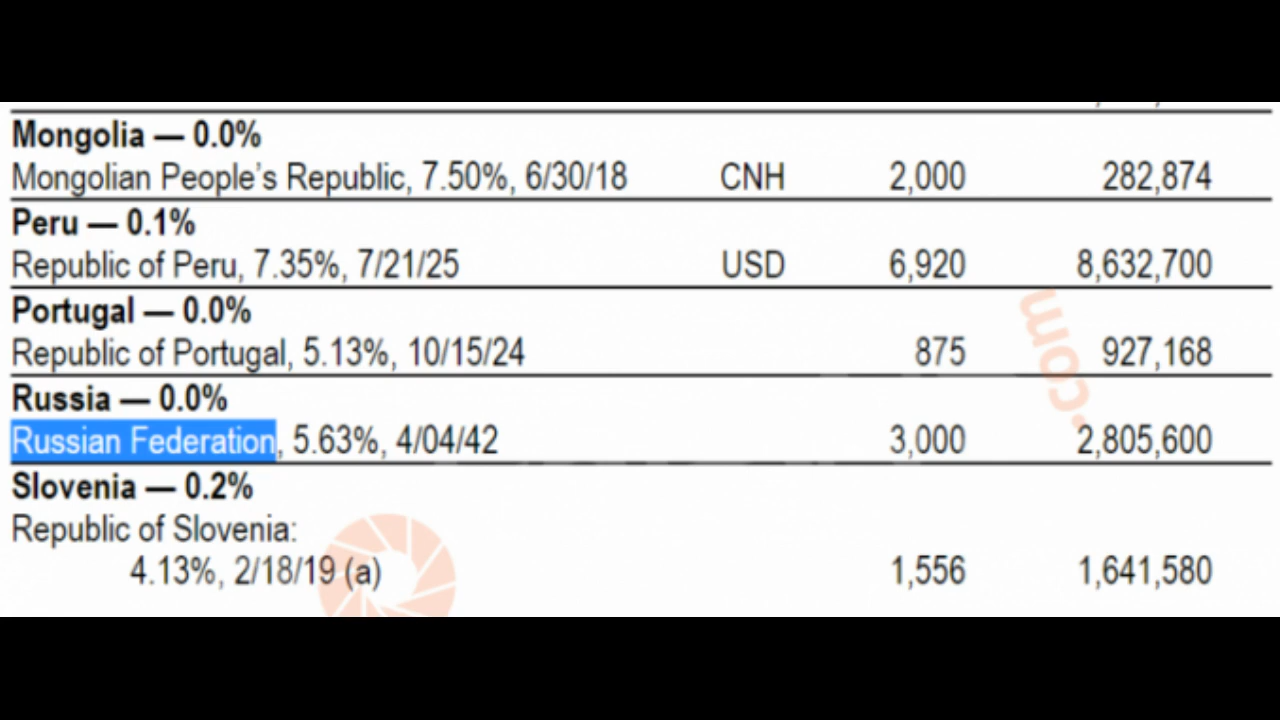 Mongolia — 0.0%
Mongolian People’s Republic, 7.50%, 6/30/18 CNH 2,000 282,874
Peru — 0.1%
Republic of Peru, 7.35%, 7/21/25 USD 6,920 8,632,700
Portugal — 0.0%
Republic of Portugal, 5.13%, 10/15/24 875 927,168
Russia — 0.0%
Russian Federation, 5.63%, 4/04/42 3,000 2,805,600
Slovenia — 0.2%
Republic of Slovenia:
4.13%, 2/18/19 (a) 1,556 1,641,580
.com